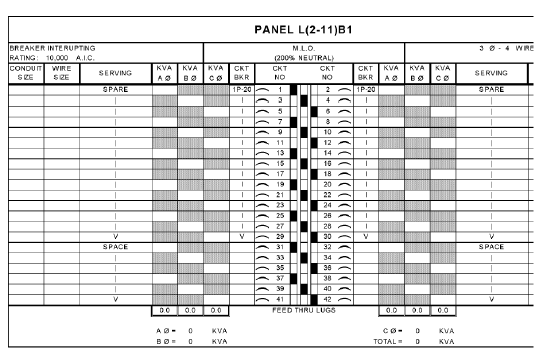 PANEL L(2-11)B1
BREAKER INTERUPTING M.L.O. 3 Ø - 4 WIR
RATING: 10,000 A.I.C. (200% NEUTRAL)
CONDUIT WIRE SERVING KVA KVA KVA CKT CKT CKT CKT KVA KVA KVA SERVING
SIZE SIZE A Ø B Ø C Ø BKR NO NO BKR A Ø B Ø C Ø
SPARE 1P-20 1 2 1P-20 SPARE
| | 3 4 | |
| | 5 6 | |
| | 7 8 | |
| | 9 10 | |
| | 11 12 | |
| | 13 14 | |
| | 15 16 | |
| | 17 18 | |
| | 19 20 | |
| | 21 22 | |
| | 23 24 | |
| | 25 26 | |
| | 27 28 | |
V V 29 30 V V
SPACE 31 32 SPACE
| 33 34 |
| 35 36 |
| 37 38 |
| 39 40 |
V 41 42 V
0.0 0.0 0.0 FEED THRU LUGS 0.0 0.0 0.0
A Ø = 0 KVA C Ø = 0 KVA
B Ø = 0 KVA TOTAL = 0 KVA